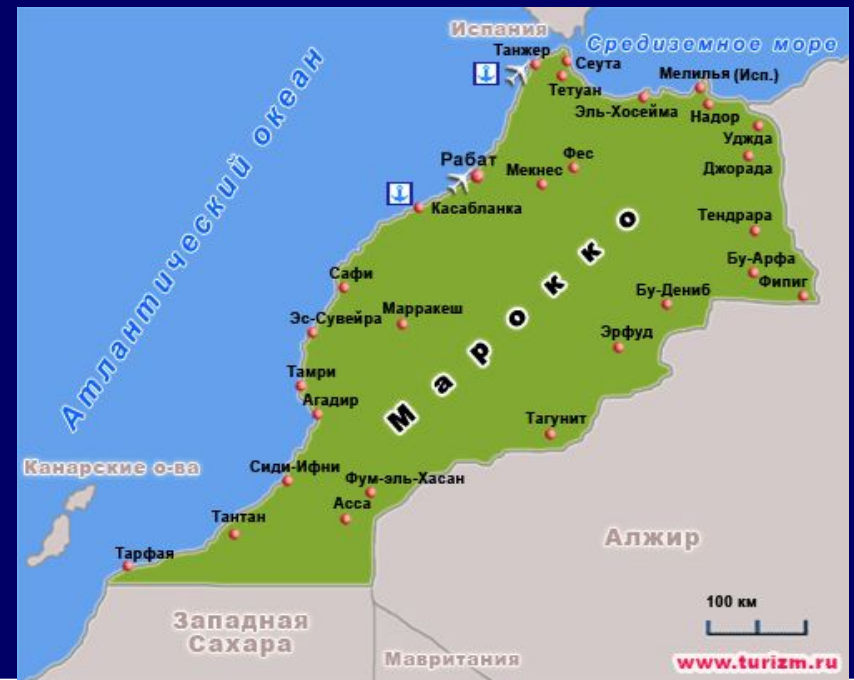 Испания
Средиземное море
Танжер
Сеута
Тетуан
Мелилья (Исп.)
Эль-Хосейма
Надор
Уджда
Джорада
Рабат
Фес
Мекнес
Касабланка
Тендрара
Бу-Арфа
Фипиг
Бу-Дениб
Сафи
Марракеш
Эс-Сувейра
Эрфуд
Марокко
Атлантический океан
Тамри
Агадир
Тагунит
Канарские о-ва
Сиди-Ифни
Фум-эль-Хасан
Асса
Тантан
Тарфая
Алжир
Западная
Сахара
Мавритания
100 км
www.turizm.ru